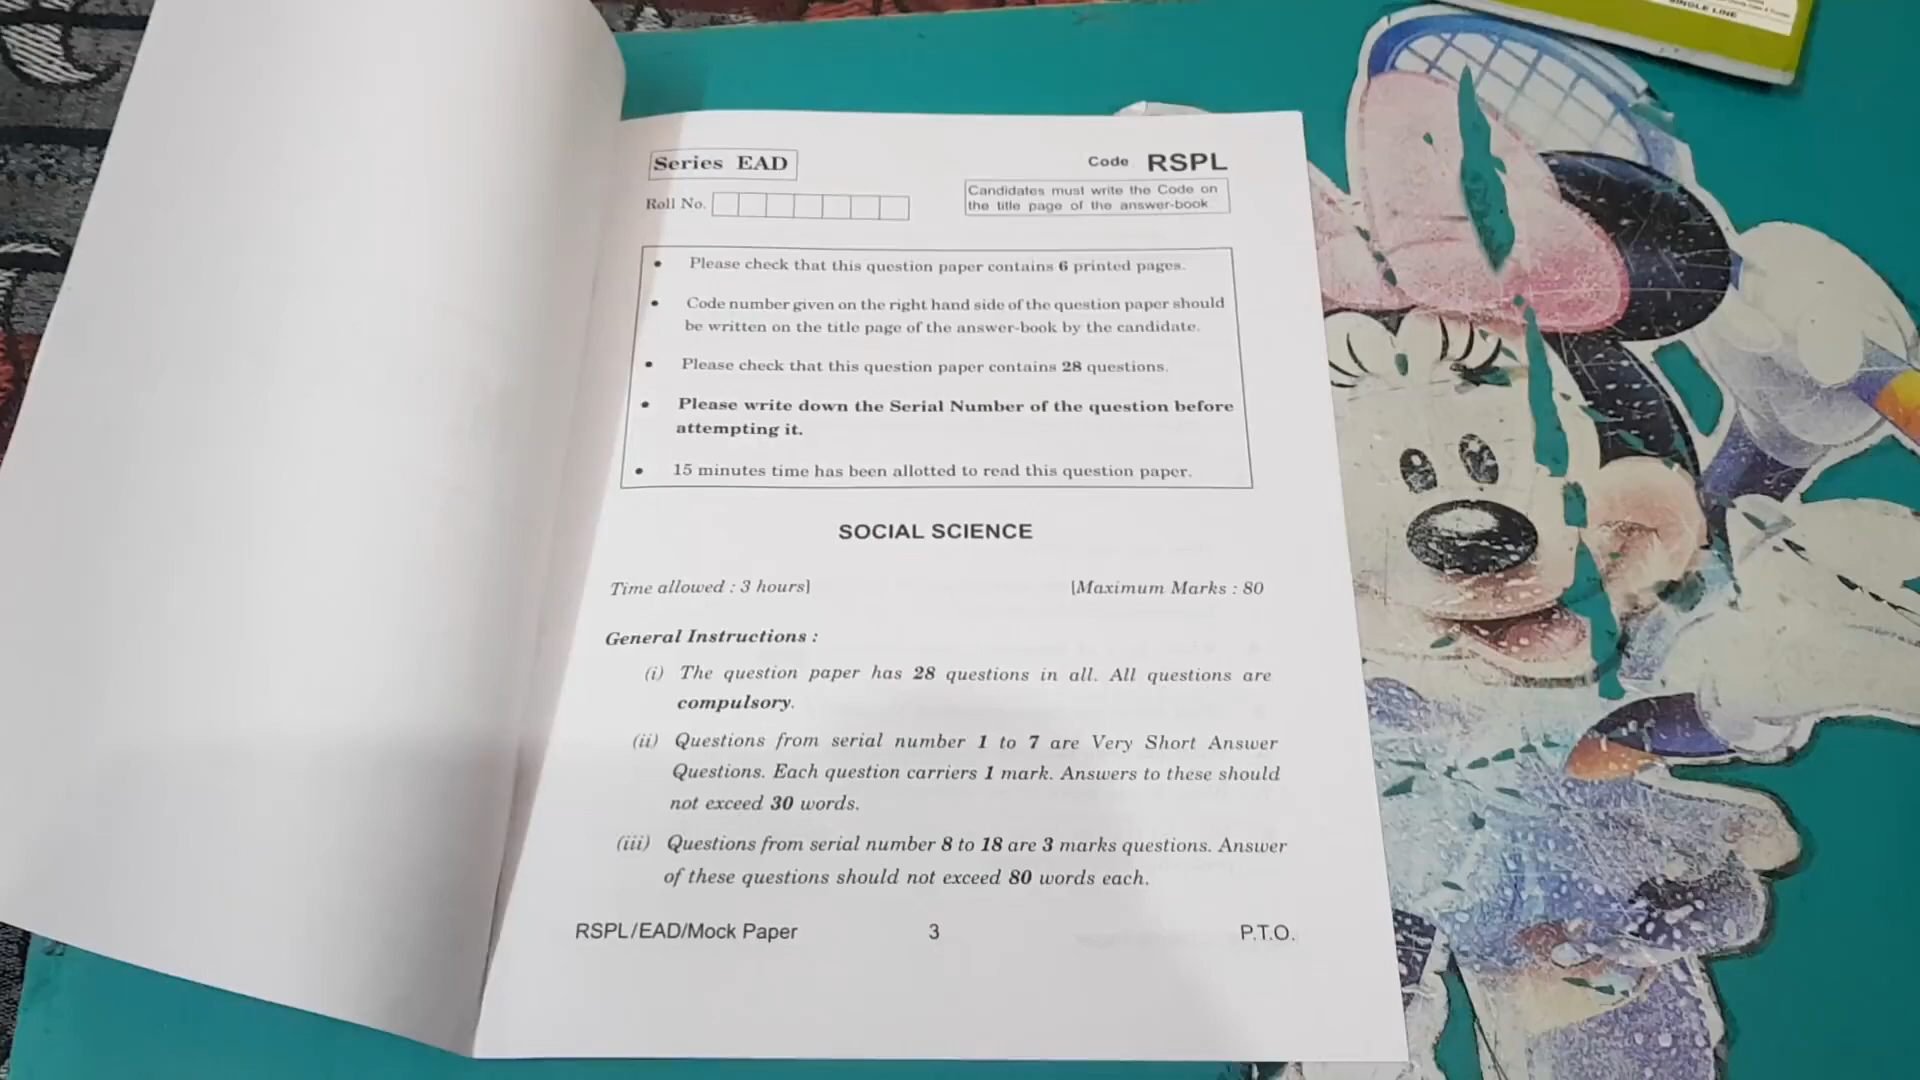 SINGLE LINE
Series EAD
Code RSPL
Roll No.
Candidates must write the Code on
the title page of the answer-book
• Please check that this question paper contains 6 printed pages.
• Code number given on the right hand side of the question paper should
be written on the title page of the answer-book by the candidate.
• Please check that this question paper contains 28 questions.
• Please write down the Serial Number of the question before
attempting it.
• 15 minutes time has been allotted to read this question paper.
SOCIAL SCIENCE
Time allowed : 3 hours]
[Maximum Marks : 80
General Instructions :
(i) The question paper has 28 questions in all. All questions are
compulsory.
(ii) Questions from serial number 1 to 7 are Very Short Answer
Questions. Each question carriers 1 mark. Answers to these should
not exceed 30 words.
(iii) Questions from serial number 8 to 18 are 3 marks questions. Answer
of these questions should not exceed 80 words each.
RSPL/EAD/Mock Paper
3
P.T.O.